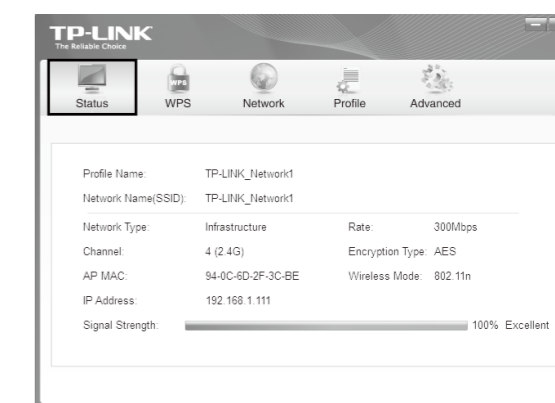 TP-LINK
The Reliable Choice
Status WPS Network Profile Advanced
WPS
Profile Name: TP-LINK_Network1
Network Name(SSID): TP-LINK_Network1
Network Type: Infrastructure Rate: 300Mbps
Channel: 4 (2.4G) Encryption Type: AES
AP MAC: 94-0C-6D-2F-3C-BE Wireless Mode: 802.11n
IP Address: 192.168.1.111
Signal Strength: 100% Excellent